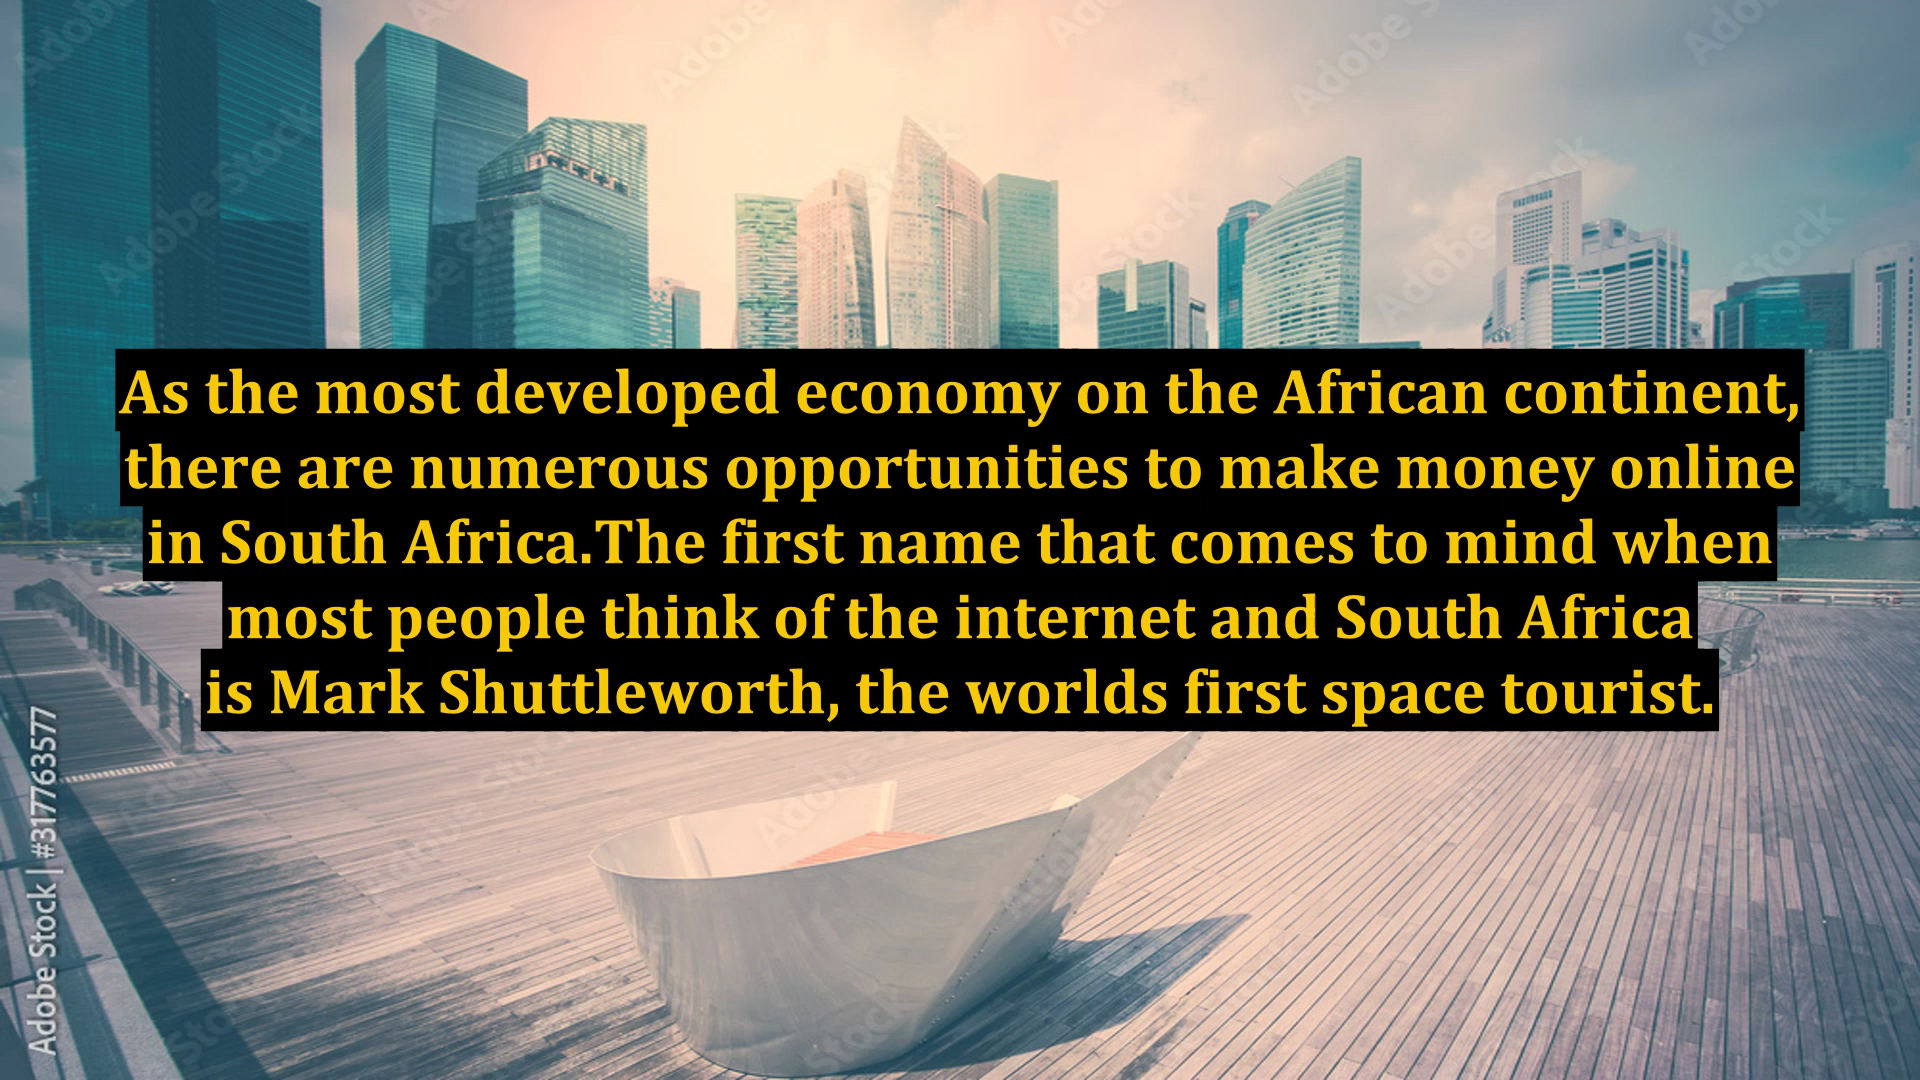 As the most developed economy on the African continent,
there are numerous opportunities to make money online
in South Africa.The first name that comes to mind when
most people think of the internet and South Africa
is Mark Shuttleworth, the worlds first space tourist.
Adobe Stock | #317763577
Adobe Stock